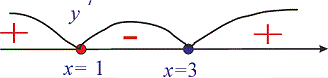 y
+ - +
x= 1 x=3